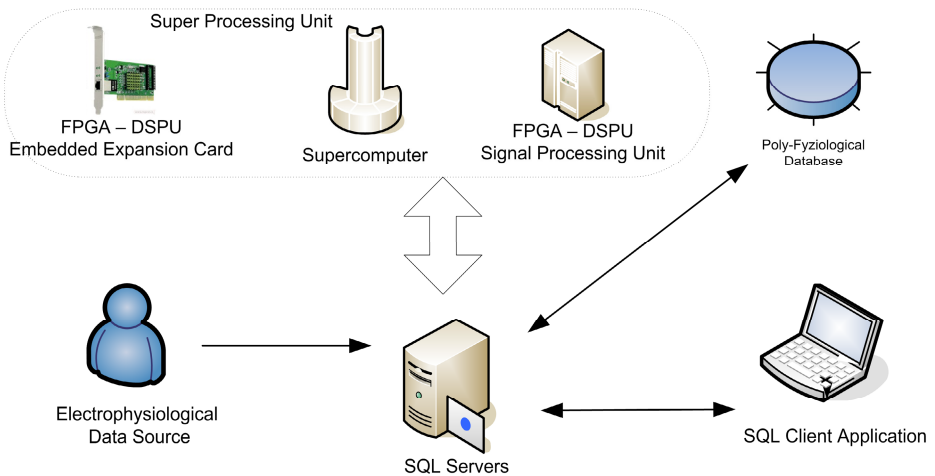 Super Processing Unit
FPGA – DSPU
Embedded Expansion Card
Supercomputer
FPGA – DSPU
Signal Processing Unit
Poly-Fyziological
Database
Electrophysiological
Data Source
SQL Servers
SQL Client Application